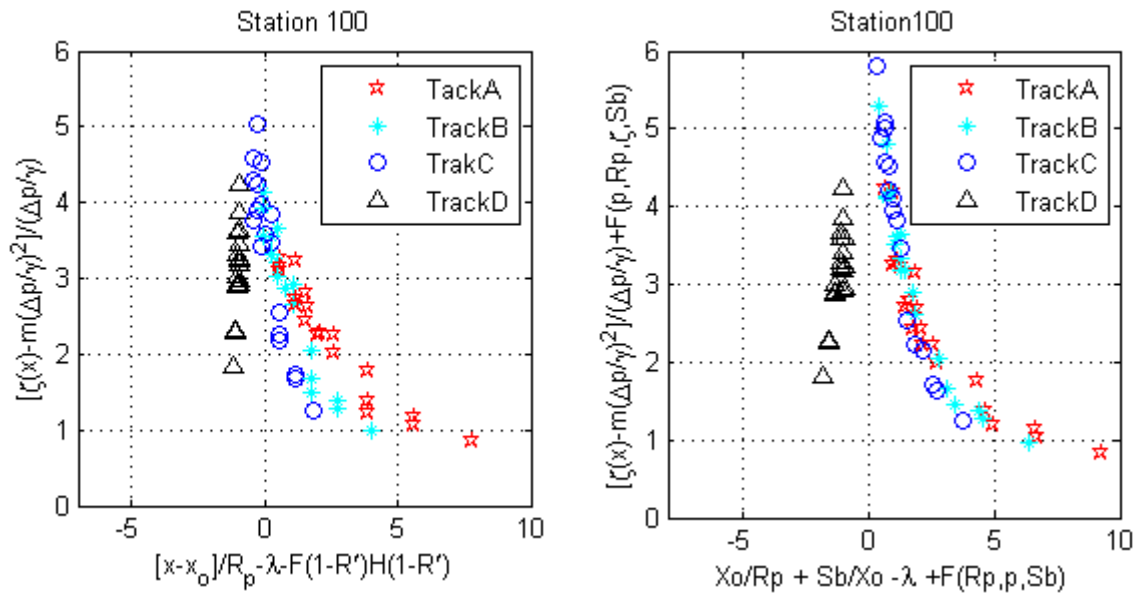 Station 100
[ζ(x)-m(Δp/γ)²]/(Δp/γ)
6
5
4
3
2
1
0
TackA
TrackB
TrakC
TrackD
-5
0
5
10
[x-xₒ]/Rₚ-λ-F(1-R')H(1-R')
Station100
[ζ(x)-m(Δp/γ)²]/(Δp/γ)+F(p,Rp,ζ,Sb)
6
5
4
3
2
1
0
TackA
TrackB
TrakC
TrackD
-5
0
5
10
Xo/Rp + Sb/Xo -λ +F(Rp,p,Sb)